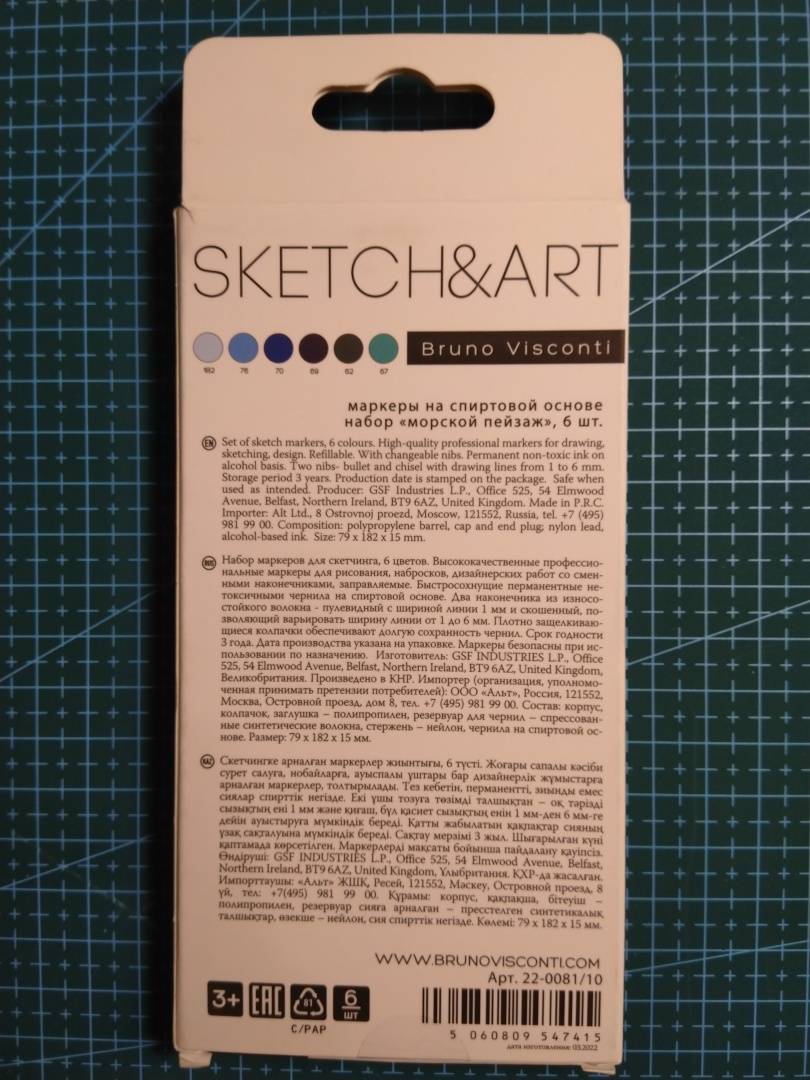 SKETCH&ART
182 76 70 69 62 67
Bruno Visconti
маркеры на спиртовой основе
набор «морской пейзаж», 6 шт.
EN
Set of sketch markers, 6 colours. High-quality professional markers for drawing,
sketching, design. Refillable. With changeable nibs. Permanent non-toxic ink on
alcohol basis. Two nibs- bullet and chisel with drawing lines from 1 to 6 mm.
Storage period 3 years. Production date is stamped on the package. Safe when
used as intended. Producer: GSF Industries L.P., Office 525, 54 Elmwood
Avenue, Belfast, Northern Ireland, BT9 6AZ, United Kingdom. Made in P.R.C.
Importer: Alt Ltd., 8 Ostrovnoj proezd, Moscow, 121552, Russia, tel. +7 (495)
981 99 00. Composition: polypropylene barrel, cap and end plug; nylon lead,
alcohol-based ink. Size: 79 x 182 x 15 mm.
RUS
Набор маркеров для скетчинга, 6 цветов. Высококачественные профессио-
нальные маркеры для рисования, набросков, дизайнерских работ со смен-
ными наконечниками, заправляемые. Быстросохнущие перманентные не-
токсичными чернила на спиртовой основе. Два наконечника из износо-
стойкого волокна - пулевидный с шириной линии 1 мм и скошенный, по-
зволяющий варьировать ширину линии от 1 до 6 мм. Плотно защелкиваю-
щиеся колпачки обеспечивают долгую сохранность чернил. Срок годности
3 года. Дата производства указана на упаковке. Маркеры безопасны при ис-
пользовании по назначению. Изготовитель: GSF INDUSTRIES L.P., Office
525, 54 Elmwood Avenue, Belfast, Northern Ireland, BT9 6AZ, United Kingdom,
Великобритания. Произведено в КНР. Импортер (организация, уполномо-
ченная принимать претензии потребителей): ООО «Альт», Россия, 121552,
Москва, Островной проезд, дом 8, тел. +7 (495) 981 99 00. Состав: корпус,
колпачок, заглушка – полипропилен, резервуар для чернил – спрессован-
ные синтетические волокна, стержень – нейлон, чернила на спиртовой ос-
нове. Размер: 79 x 182 x 15 мм.
KAZ
Скетчингке арналған маркерлер жиынтығы, 6 түсті. Жоғары сапалы кәсіби
сурет салуға, нобайларға, ауыспалы ұштары бар дизайнерлік жұмыстарға
арналған маркерлер, толтырылады. Тез кебетін, перманентті, зиянды емес
сиялар спирттік негізде. Екі ұшы тозуға төзімді талшықтан – оқ тәрізді
сызықтың ені 1 мм және қиғаш, бұл қасиет сызықтың енін 1 мм-ден 6 мм-ге
дейін ауыстыруға мүмкіндік береді. Қатты жабылатын қақпақтар сияның
ұзақ сақталуына мүмкіндік береді. Сақтау мерзімі 3 жыл. Шығарылған күні
қаптамада көрсетілген. Маркерлерді мақсаты бойынша пайдалану қауіпсіз.
Өндіруші: GSF INDUSTRIES L.P., Office 525, 54 Elmwood Avenue, Belfast,
Northern Ireland, BT9 6AZ, United Kingdom, Ұлыбритания. ҚХР-да жасалған.
Импорттаушы: «Альт» ЖШҚ, Ресей, 121552, Мәскеу, Островной проезд, 8
үй, тел: +7(495) 981 99 00. Құрамы: корпус, қақпақша, бітеуіш –
полипропилен, резервуар сияға арналған – пресстелген синтетикалық
талшықтар, өзекше – нейлон, сия спирттік негізде. Көлемі: 79 x 182 x 15 мм.
WWW.BRUNOVISCONTI.COM
Арт. 22-0081/10
3+ EAC 81 6 шт
C/PAP
5 060809 547415
дата изготовления: 03.2022